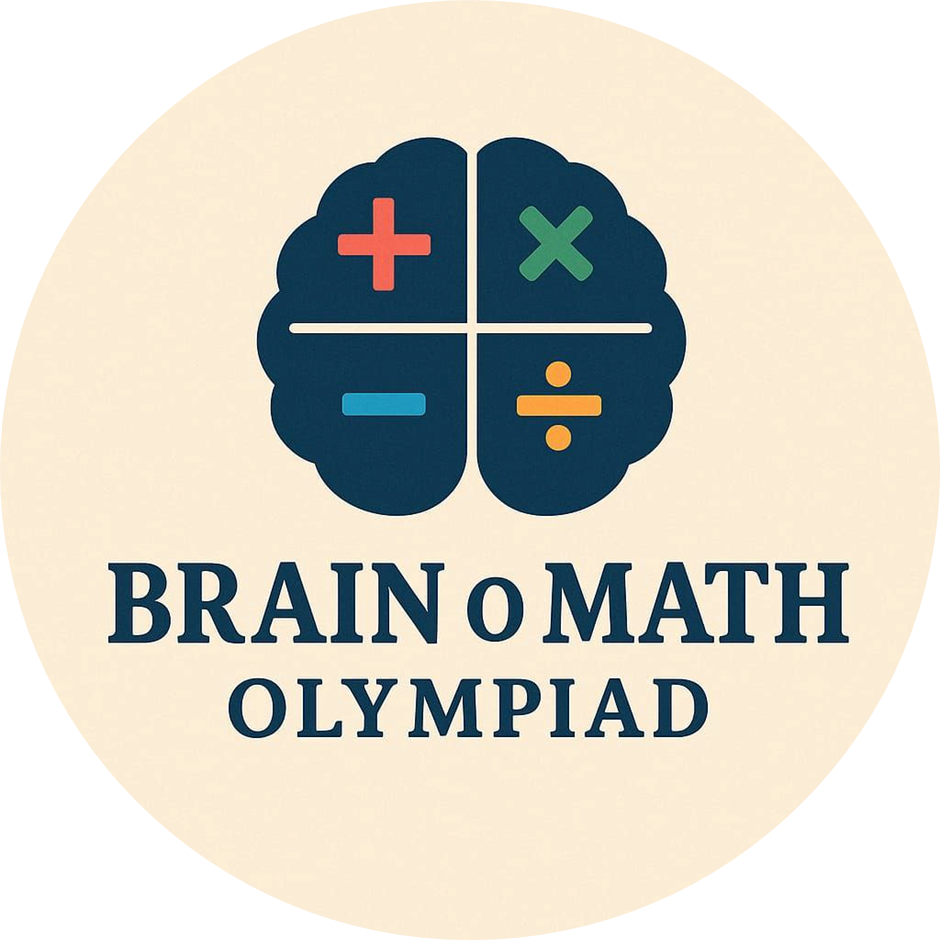 + ×
− ÷
BRAIN o MATH
OLYMPIAD